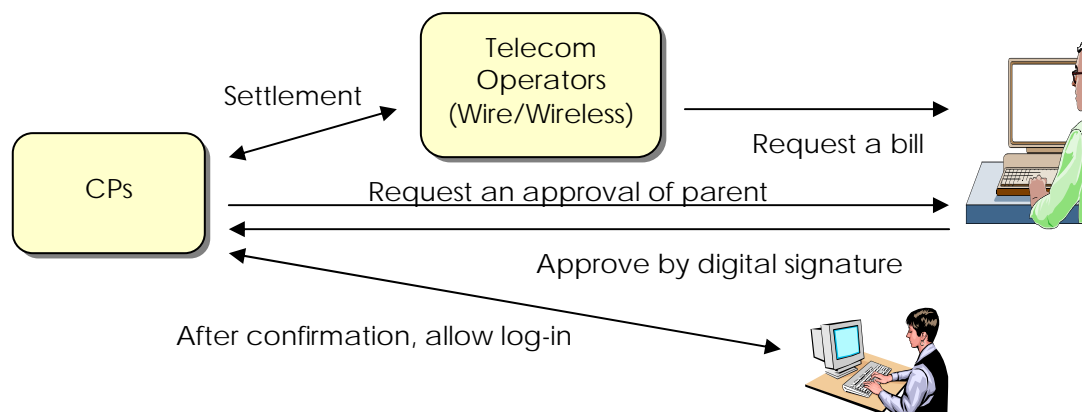 Telecom
Operators
(Wire/Wireless)
Settlement
Request a bill
CPs
Request an approval of parent
Approve by digital signature
After confirmation, allow log-in